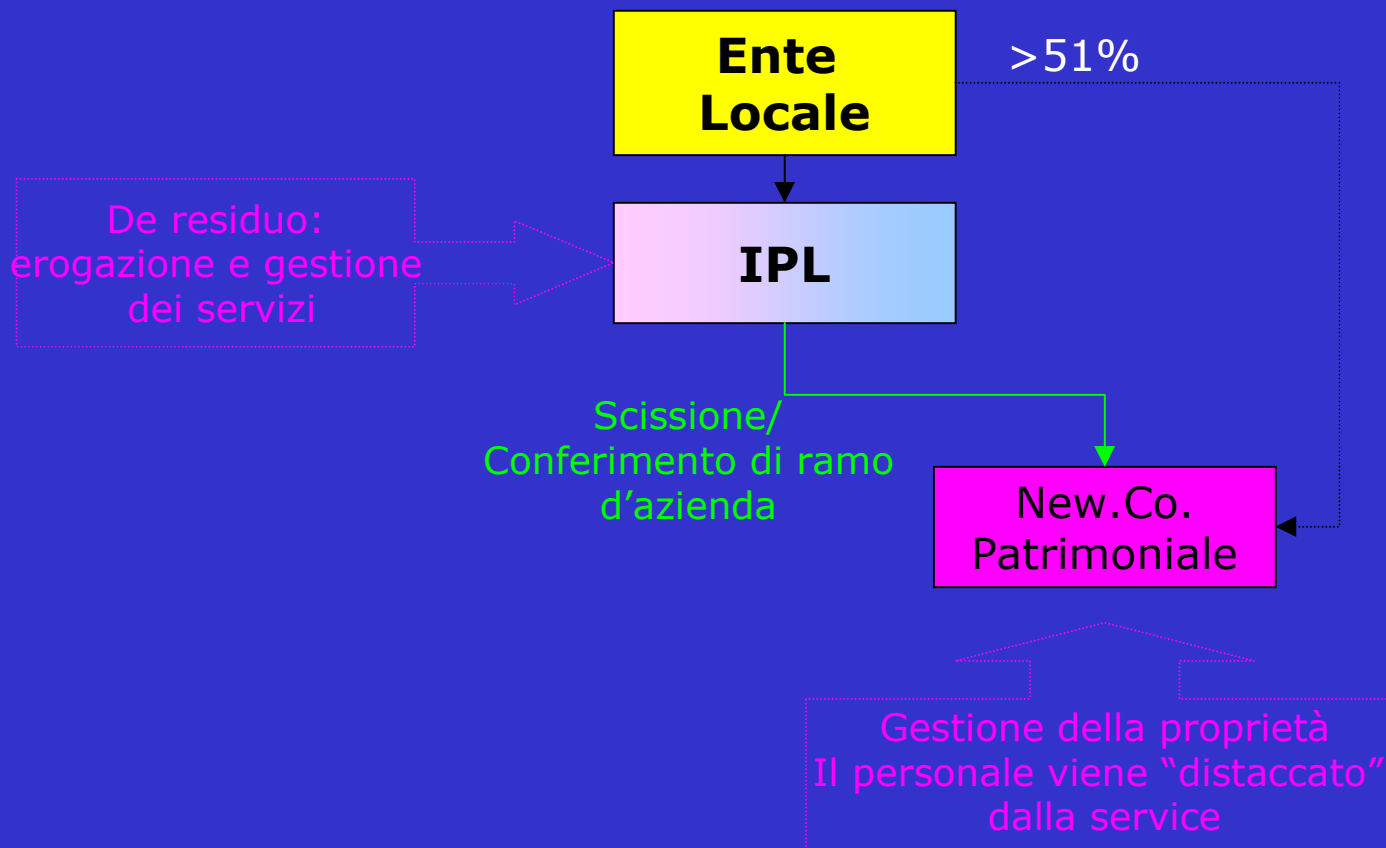 Ente
Locale
>51%
De residuo:
erogazione e gestione
dei servizi
IPL
Scissione/
Conferimento di ramo
d’azienda
New.Co.
Patrimoniale
Gestione della proprietà
Il personale viene “distaccato”
dalla service